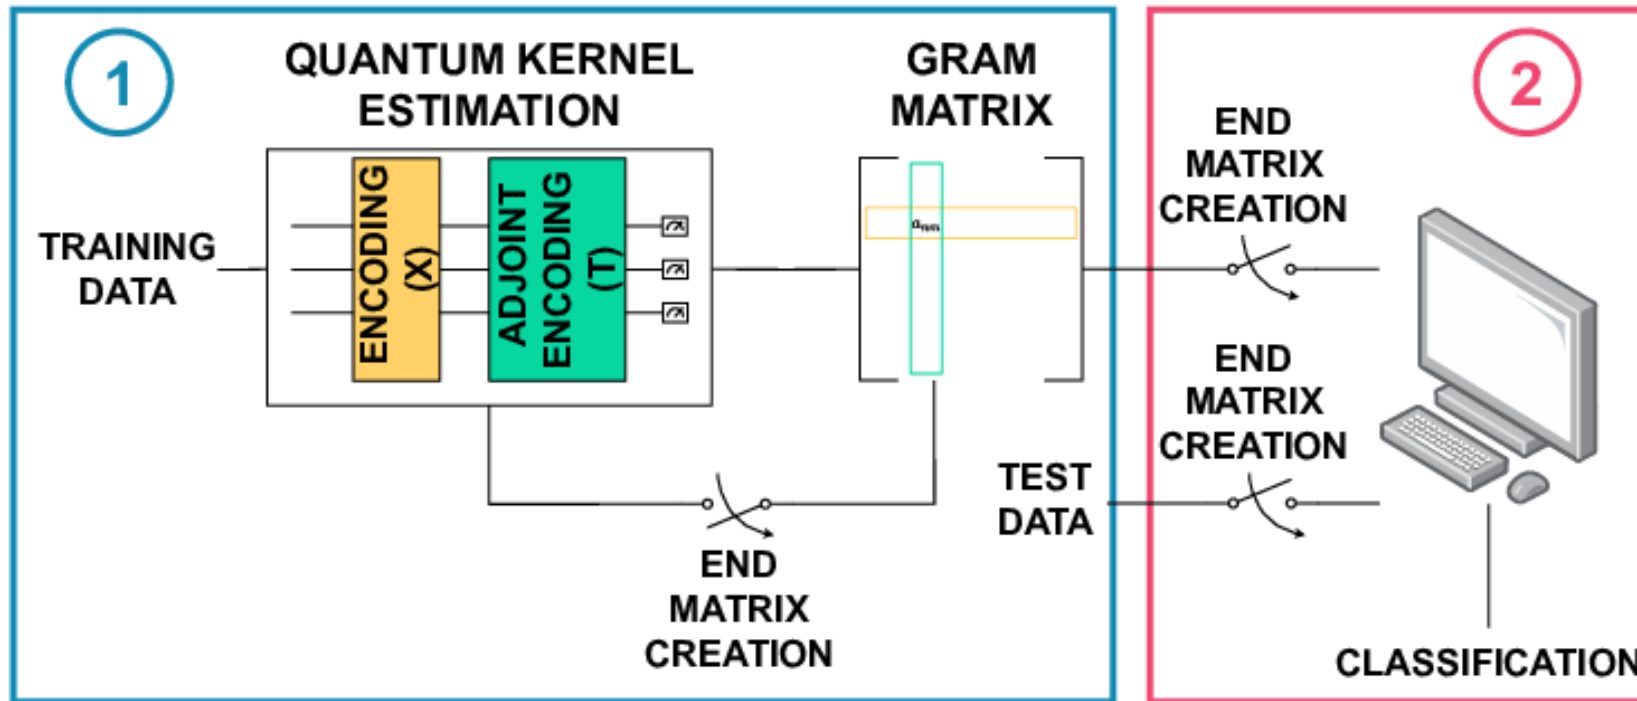 1
QUANTUM KERNEL
ESTIMATION
GRAM
MATRIX
2
TRAINING
DATA
ENCODING
(X)
ADJOINT
ENCODING
(T)
a_nm
END
MATRIX
CREATION
END
MATRIX
CREATION
TEST
DATA
END
MATRIX
CREATION
CLASSIFICATION